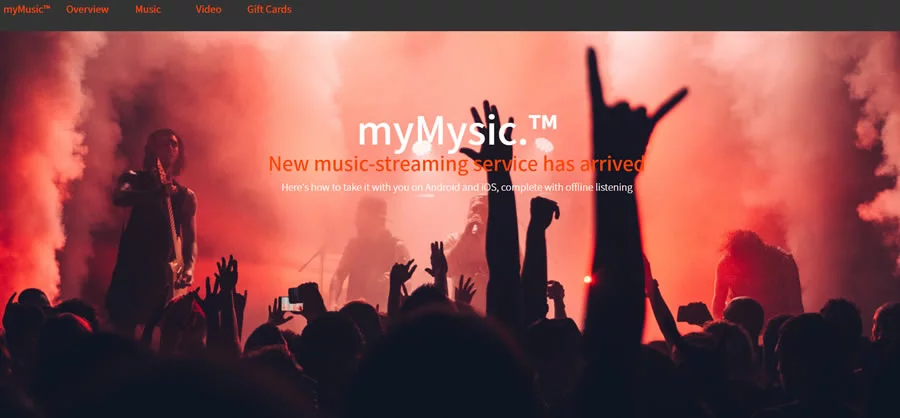 myMusic™ Overview Music Video Gift Cards
myMysic.™
New music-streaming service has arrived
Here's how to take it with you on Android and iOS, complete with offline listening